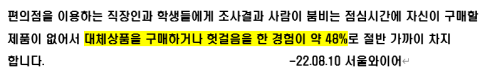 편의점을 이용하는 직장인과 학생들에게 조사결과 사람이 붐비는 점심시간에 자신이 구매할
제품이 없어서 대체상품을 구매하거나 헛걸음을 한 경험이 약 48%로 절반 가까이 차지
합니다. -22.08.10 서울와이어↵